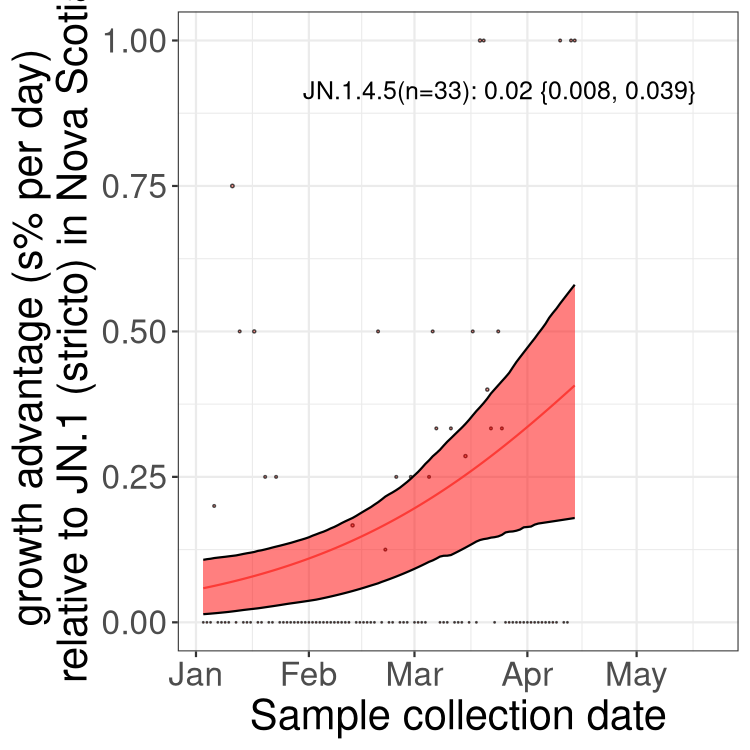 growth advantage (s% per day)
relative to JN.1 (stricto) in Nova Scotia
1.00
0.75
0.50
0.25
0.00
JN.1.4.5(n=33): 0.02 {0.008, 0.039}
Jan Feb Mar Apr May
Sample collection date